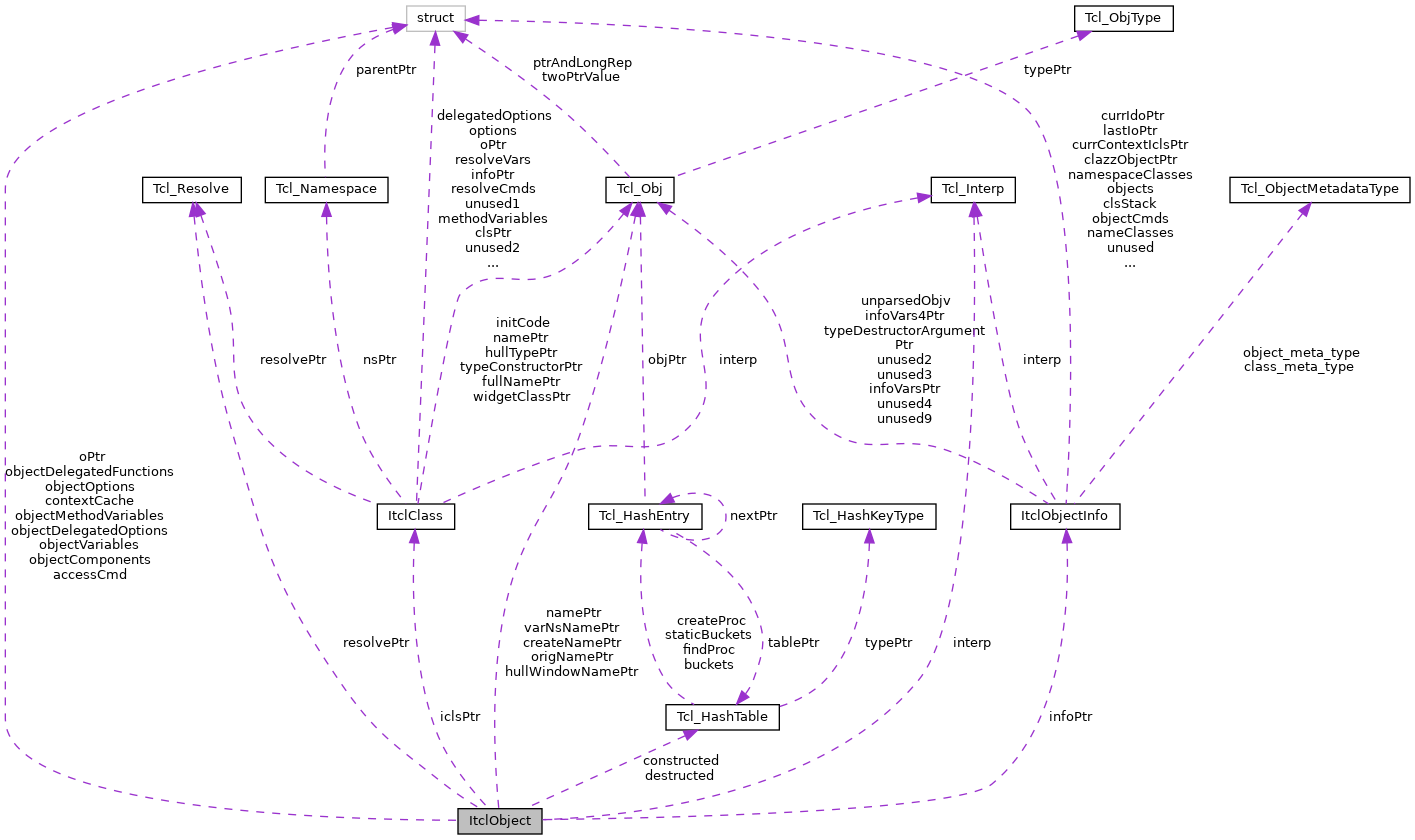 struct
Tcl_ObjType
parentPtr
ptrAndLongRep
twoPtrValue
typePtr
delegatedOptions
options
oPtr
resolveVars
infoPtr
resolveCmds
unused1
methodVariables
clsPtr
unused2
...
currIdoPtr
lastIoPtr
currContextIclsPtr
clazzObjectPtr
namespaceClasses
objects
clsStack
objectCmds
nameClasses
unused
...
Tcl_Resolve
Tcl_Namespace
Tcl_Obj
Tcl_Interp
Tcl_ObjectMetadataType
resolvePtr
nsPtr
initCode
namePtr
hullTypePtr
typeConstructorPtr
fullNamePtr
widgetClassPtr
objPtr
interp
unparsedObjv
infoVars4Ptr
typeDestructorArgument
Ptr
unused2
unused3
infoVarsPtr
unused4
unused9
interp
object_meta_type
class_meta_type
oPtr
objectDelegatedFunctions
objectOptions
contextCache
objectMethodVariables
objectDelegatedOptions
objectVariables
objectComponents
accessCmd
ItclClass
Tcl_HashEntry
nextPtr
Tcl_HashKeyType
ItclObjectInfo
resolvePtr
namePtr
varNsNamePtr
createNamePtr
origNamePtr
hullWindowNamePtr
createProc
staticBuckets
findProc
buckets
tablePtr
typePtr
interp
iclsPtr
Tcl_HashTable
infoPtr
constructed
destructed
ItclObject